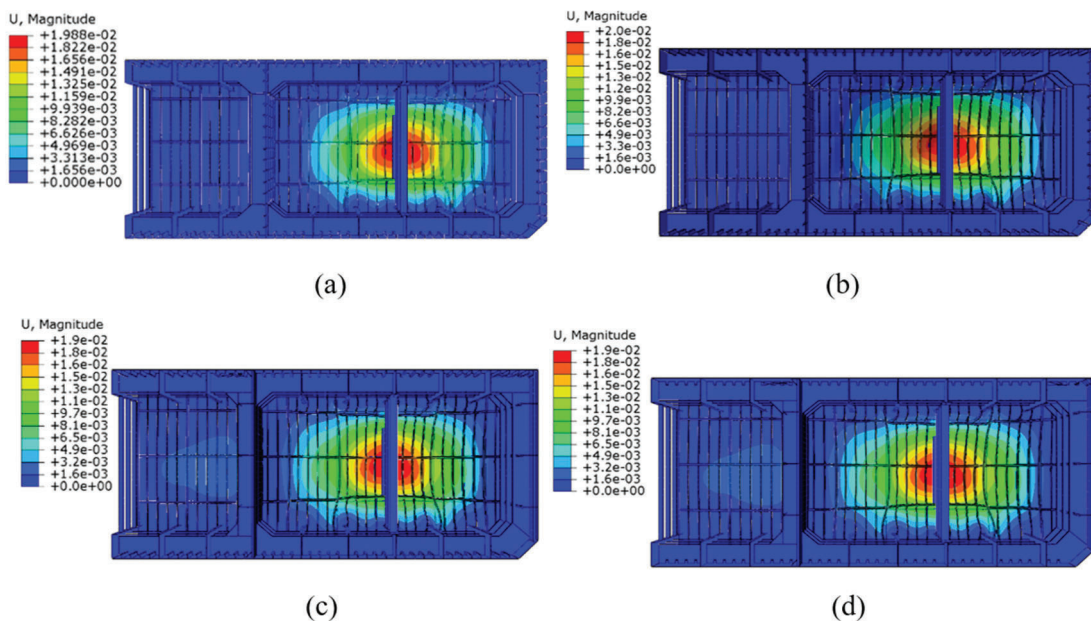 U, Magnitude
+1.988e-02
+1.822e-02
+1.656e-02
+1.491e-02
+1.325e-02
+1.159e-02
+9.939e-03
+8.282e-03
+6.626e-03
+4.969e-03
+3.313e-03
+1.656e-03
+0.000e+00
(a)
U, Magnitude
+2.0e-02
+1.8e-02
+1.6e-02
+1.5e-02
+1.3e-02
+1.2e-02
+9.9e-03
+8.2e-03
+6.6e-03
+4.9e-03
+3.3e-03
+1.6e-03
+0.0e+00
(b)
U, Magnitude
+1.9e-02
+1.8e-02
+1.6e-02
+1.5e-02
+1.3e-02
+1.1e-02
+9.7e-03
+8.1e-03
+6.5e-03
+4.9e-03
+3.2e-03
+1.6e-03
+0.0e+00
(c)
U, Magnitude
+1.9e-02
+1.8e-02
+1.6e-02
+1.5e-02
+1.3e-02
+1.1e-02
+9.7e-03
+8.1e-03
+6.5e-03
+4.9e-03
+3.2e-03
+1.6e-03
+0.0e+00
(d)